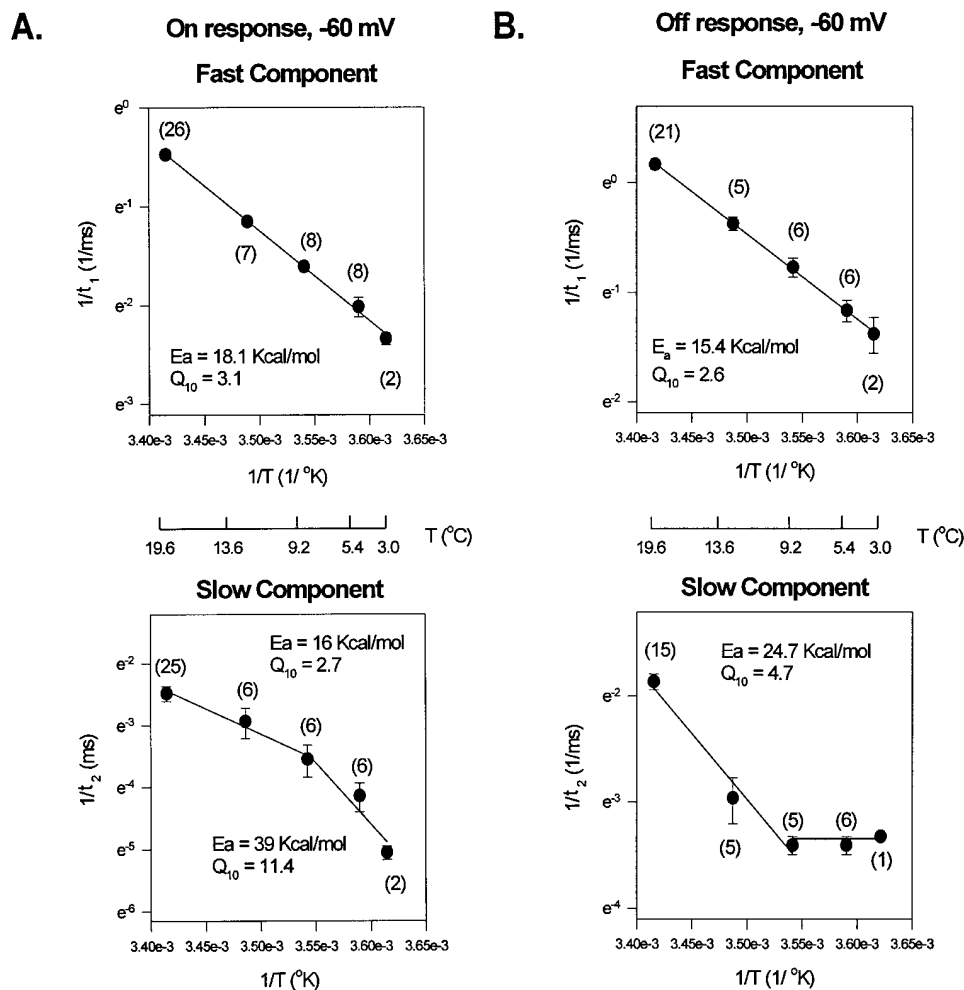 A.
On response, -60 mV
Fast Component
e⁰
e⁻¹
e⁻²
e⁻³
1/t₁ (1/ms)
(26)
(7)
(8)
(8)
(2)
Ea = 18.1 Kcal/mol
Q₁₀ = 3.1
3.40e-3 3.45e-3 3.50e-3 3.55e-3 3.60e-3 3.65e-3
1/T (1/ °K)
19.6 13.6 9.2 5.4 3.0
T (°C)
Slow Component
e⁻²
e⁻³
e⁻⁴
e⁻⁵
e⁻⁶
1/t₂ (ms)
(25)
(6)
(6)
(6)
(2)
Ea = 16 Kcal/mol
Q₁₀ = 2.7
Ea = 39 Kcal/mol
Q₁₀ = 11.4
3.40e-3 3.45e-3 3.50e-3 3.55e-3 3.60e-3 3.65e-3
1/T (°K)
B.
Off response, -60 mV
Fast Component
e⁰
e⁻¹
e⁻²
1/t₁ (1/ms)
(21)
(5)
(6)
(6)
(2)
Eₐ = 15.4 Kcal/mol
Q₁₀ = 2.6
3.40e-3 3.45e-3 3.50e-3 3.55e-3 3.60e-3 3.65e-3
1/T (1/ °K)
19.6 13.6 9.2 5.4 3.0
T (°C)
Slow Component
e⁻²
e⁻³
e⁻⁴
1/t₂ (1/ms)
(15)
(5)
(5)
(6)
(1)
Ea = 24.7 Kcal/mol
Q₁₀ = 4.7
3.40e-3 3.45e-3 3.50e-3 3.55e-3 3.60e-3 3.65e-3
1/T (1/ °K)